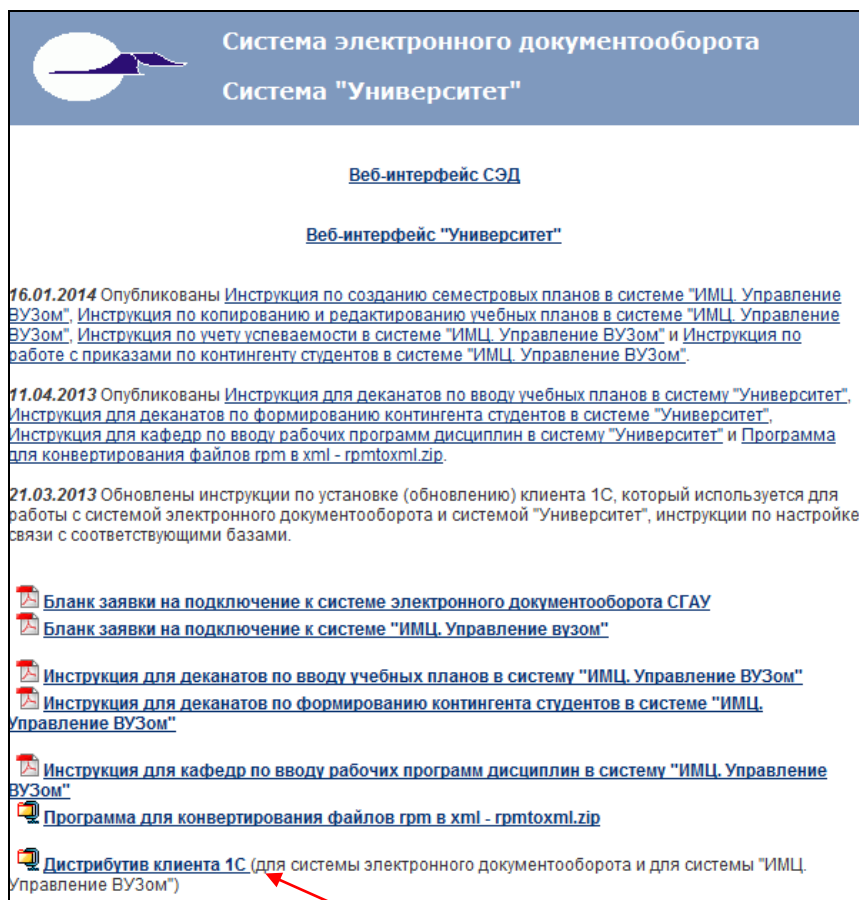 Система электронного документооборота
Система "Университет"
Веб-интерфейс СЭД
Веб-интерфейс "Университет"
16.01.2014 Опубликованы Инструкция по созданию семестровых планов в системе "ИМЦ. Управление
ВУЗом", Инструкция по копированию и редактированию учебных планов в системе "ИМЦ. Управление
ВУЗом", Инструкция по учету успеваемости в системе "ИМЦ. Управление ВУЗом" и Инструкция по
работе с приказами по контингенту студентов в системе "ИМЦ. Управление ВУЗом".
11.04.2013 Опубликованы Инструкция для деканатов по вводу учебных планов в систему "Университет",
Инструкция для деканатов по формированию контингента студентов в системе "Университет",
Инструкция для кафедр по вводу рабочих программ дисциплин в систему "Университет" и Программа
для конвертирования файлов rpm в xml - rpmtoxml.zip.
21.03.2013 Обновлены инструкции по установке (обновлению) клиента 1С, который используется для
работы с системой электронного документооборота и системой "Университет", инструкции по настройке
связи с соответствующими базами.
Бланк заявки на подключение к системе электронного документооборота СГАУ
Бланк заявки на подключение к системе "ИМЦ. Управление вузом"
Инструкция для деканатов по вводу учебных планов в систему "ИМЦ. Управление ВУЗом"
Инструкция для деканатов по формированию контингента студентов в системе "ИМЦ.
Управление ВУЗом"
Инструкция для кафедр по вводу рабочих программ дисциплин в систему "ИМЦ. Управление
ВУЗом"
Программа для конвертирования файлов rpm в xml - rpmtoxml.zip
Дистрибутив клиента 1С (для системы электронного документооборота и для системы "ИМЦ.
Управление ВУЗом")